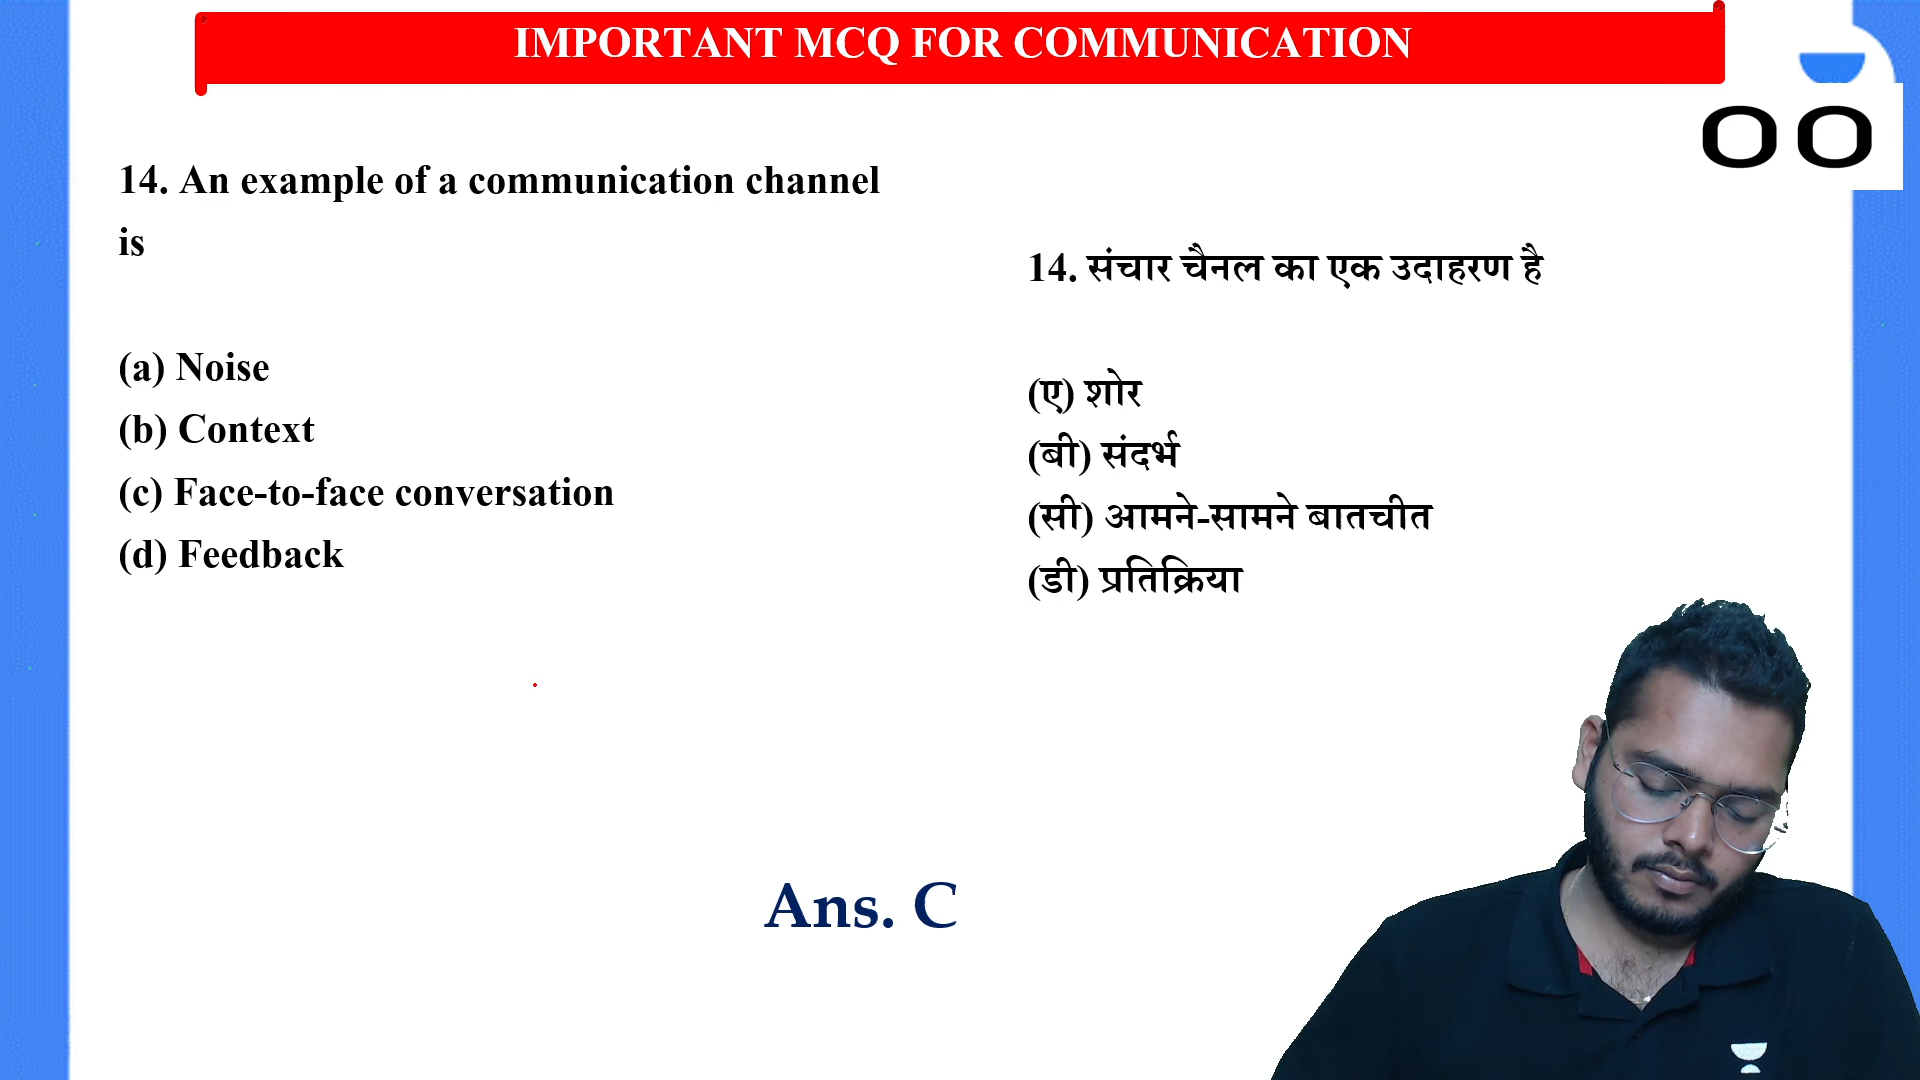 IMPORTANT MCQ FOR COMMUNICATION
14. An example of a communication channel
is
(a) Noise
(b) Context
(c) Face-to-face conversation
(d) Feedback
14. संचार चैनल का एक उदाहरण है
(ए) शोर
(बी) संदर्भ
(सी) आमने-सामने बातचीत
(डी) प्रतिक्रिया
Ans. C
00